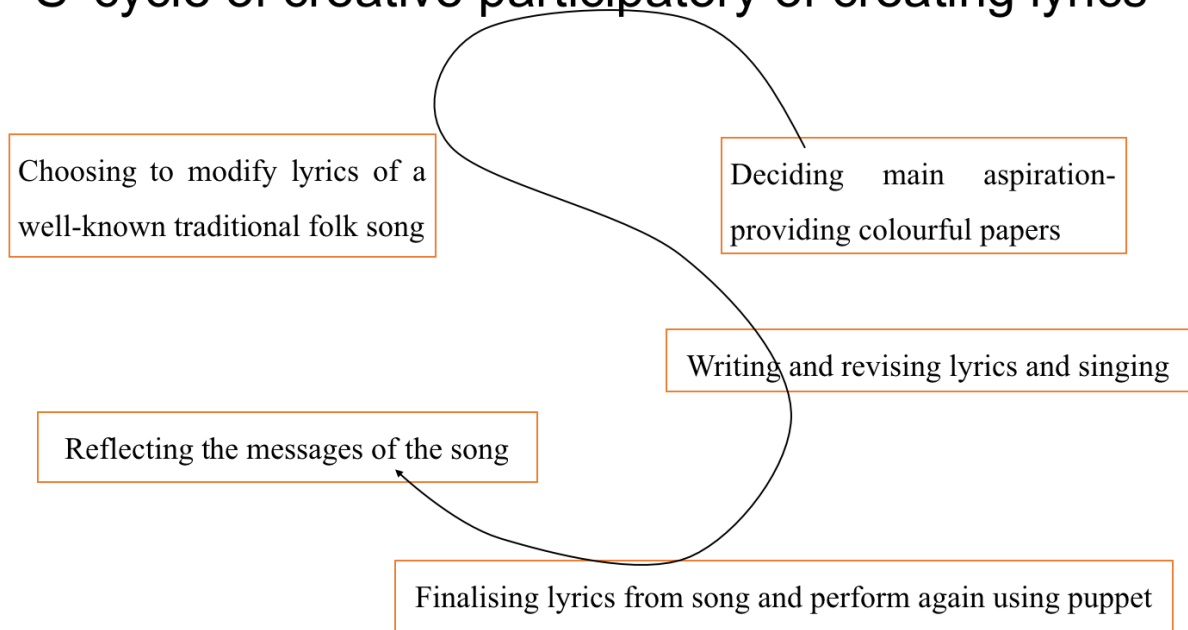 S- cycle of creative participatory of creating lyrics
Deciding main aspiration-
providing colourful papers
Choosing to modify lyrics of a
well-known traditional folk song
Writing and revising lyrics and singing
Finalising lyrics from song and perform again using puppet
Reflecting the messages of the song